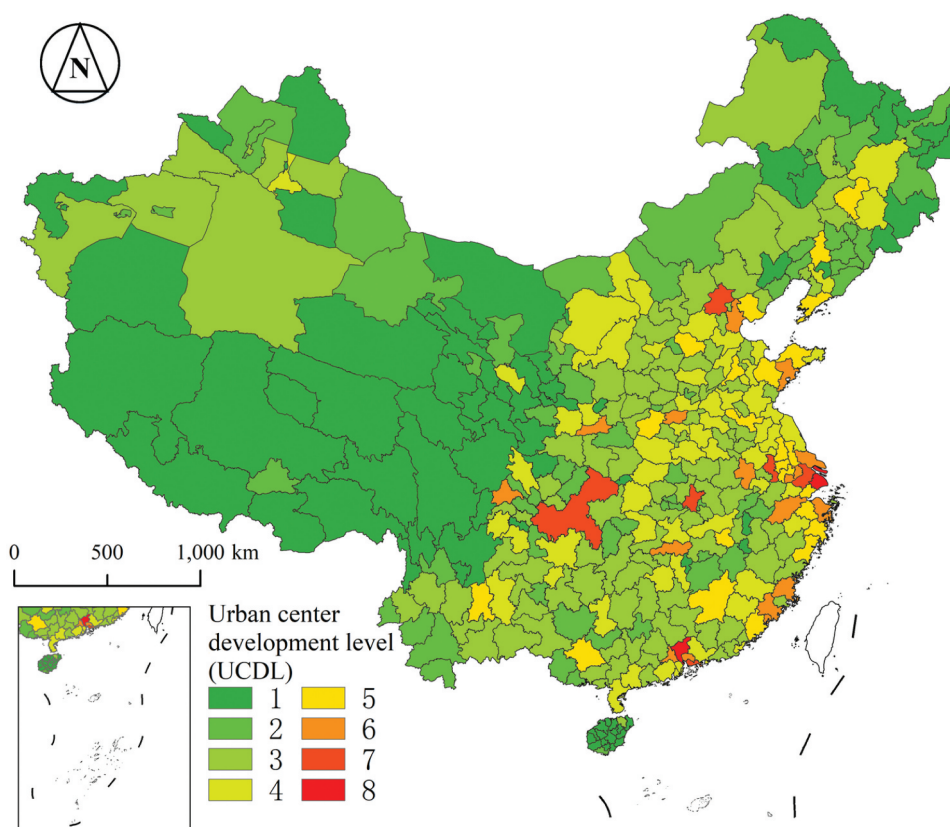 N
0 500 1,000 km
Urban center
development level
(UCDL)
1 5
2 6
3 7
4 8